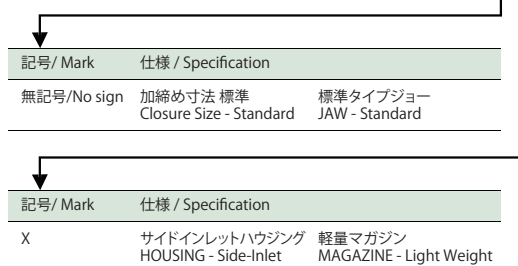 記号/ Mark 仕様 / Specification
無記号/No sign 加締め寸法 標準 標準タイプジョー
Closure Size - Standard JAW - Standard
記号/ Mark 仕様 / Specification
X サイドインレットハウジング 軽量マガジン
HOUSING - Side-Inlet MAGAZINE - Light Weight